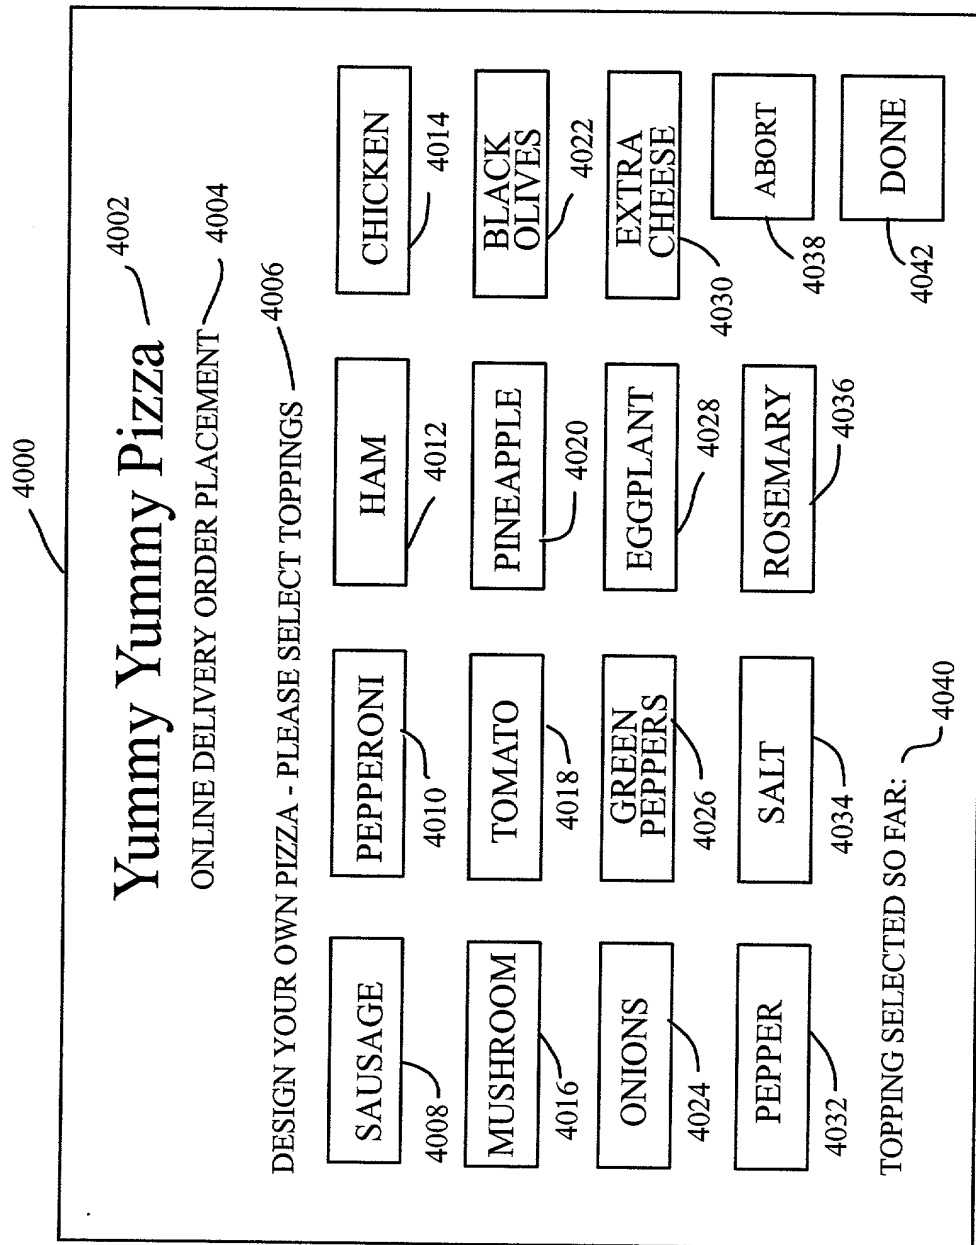 4000
Yummy Yummy Pizza 4002
ONLINE DELIVERY ORDER PLACEMENT 4004
DESIGN YOUR OWN PIZZA - PLEASE SELECT TOPPINGS 4006
SAUSAGE
4008
PEPPERONI
4010
HAM
4012
CHICKEN
4014
MUSHROOM
4016
TOMATO
4018
PINEAPPLE
4020
BLACK
OLIVES
4022
ONIONS
4024
GREEN
PEPPERS
4026
EGGPLANT
4028
EXTRA
CHEESE
4030
PEPPER
4032
SALT
4034
ROSEMARY
4036
ABORT
4038
TOPPING SELECTED SO FAR: 4040
DONE
4042